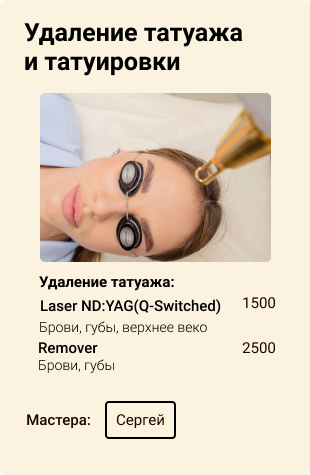 Удаление татуажа
и татуировки
Удаление татуажа:
Laser ND:YAG(Q-Switched) 1500
Брови, губы, верхнее веко
Remover 2500
Брови, губы
Мастера: Сергей